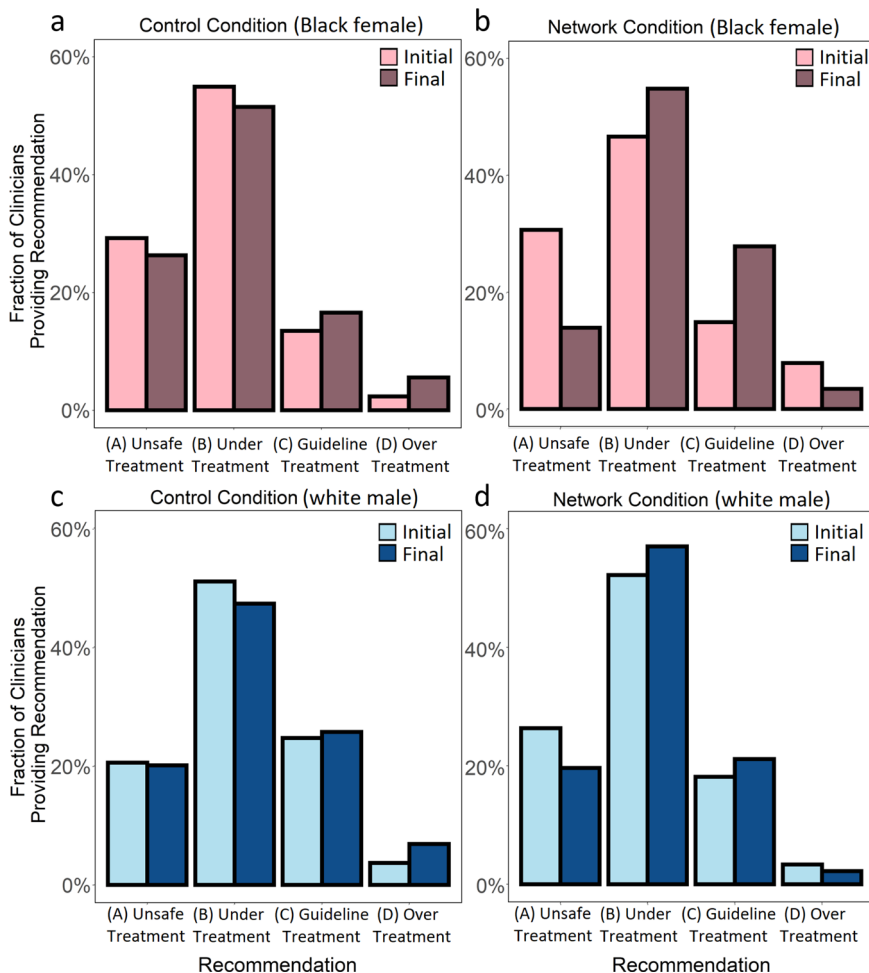 a
Control Condition (Black female)
60%
40%
20%
0%
Fraction of Clinicians
Providing Recommendation
Initial
Final
(A) Unsafe
Treatment
(B) Under
Treatment
(C) Guideline
Treatment
(D) Over
Treatment
b
Network Condition (Black female)
60%
40%
20%
0%
Initial
Final
(A) Unsafe
Treatment
(B) Under
Treatment
(C) Guideline
Treatment
(D) Over
Treatment
c
Control Condition (white male)
60%
40%
20%
0%
Fraction of Clinicians
Providing Recommendation
Initial
Final
(A) Unsafe
Treatment
(B) Under
Treatment
(C) Guideline
Treatment
(D) Over
Treatment
Recommendation
d
Network Condition (white male)
60%
40%
20%
0%
Initial
Final
(A) Unsafe
Treatment
(B) Under
Treatment
(C) Guideline
Treatment
(D) Over
Treatment
Recommendation